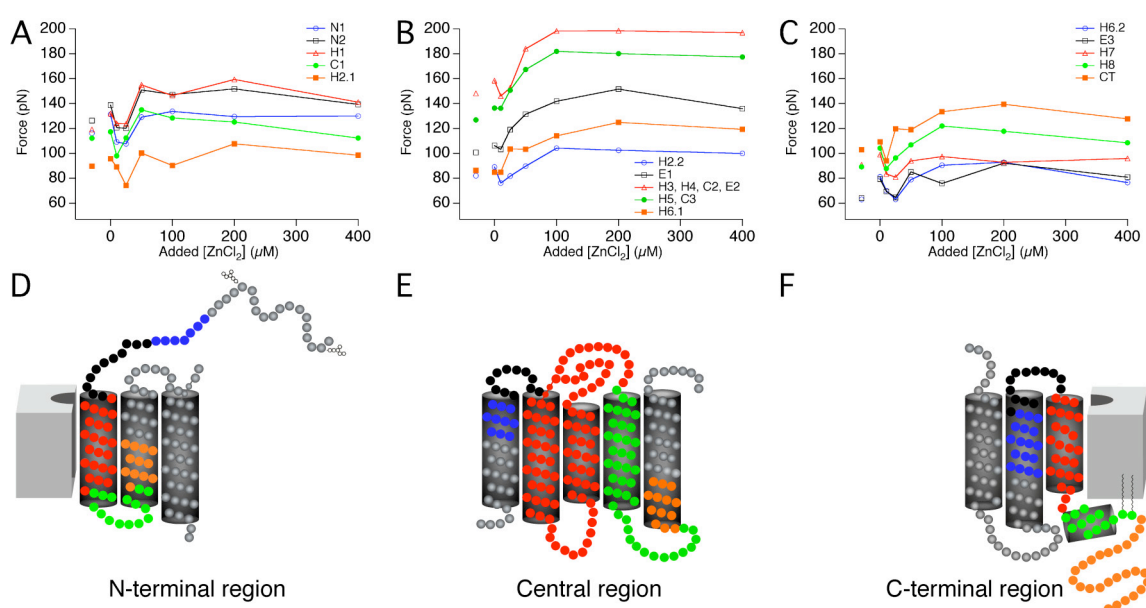 A
Force (pN)
200
180
160
140
120
100
80
60
0
100
200
300
400
Added [ZnCl₂] (µM)
N1
N2
H1
C1
H2.1
B
Force (pN)
200
180
160
140
120
100
80
60
0
100
200
300
400
Added [ZnCl₂] (µM)
H2.2
E1
H3, H4, C2, E2
H5, C3
H6.1
C
Force (pN)
200
180
160
140
120
100
80
60
0
100
200
300
400
Added [ZnCl₂] (µM)
H6.2
E3
H7
H8
CT
D
N-terminal region
E
Central region
F
C-terminal region